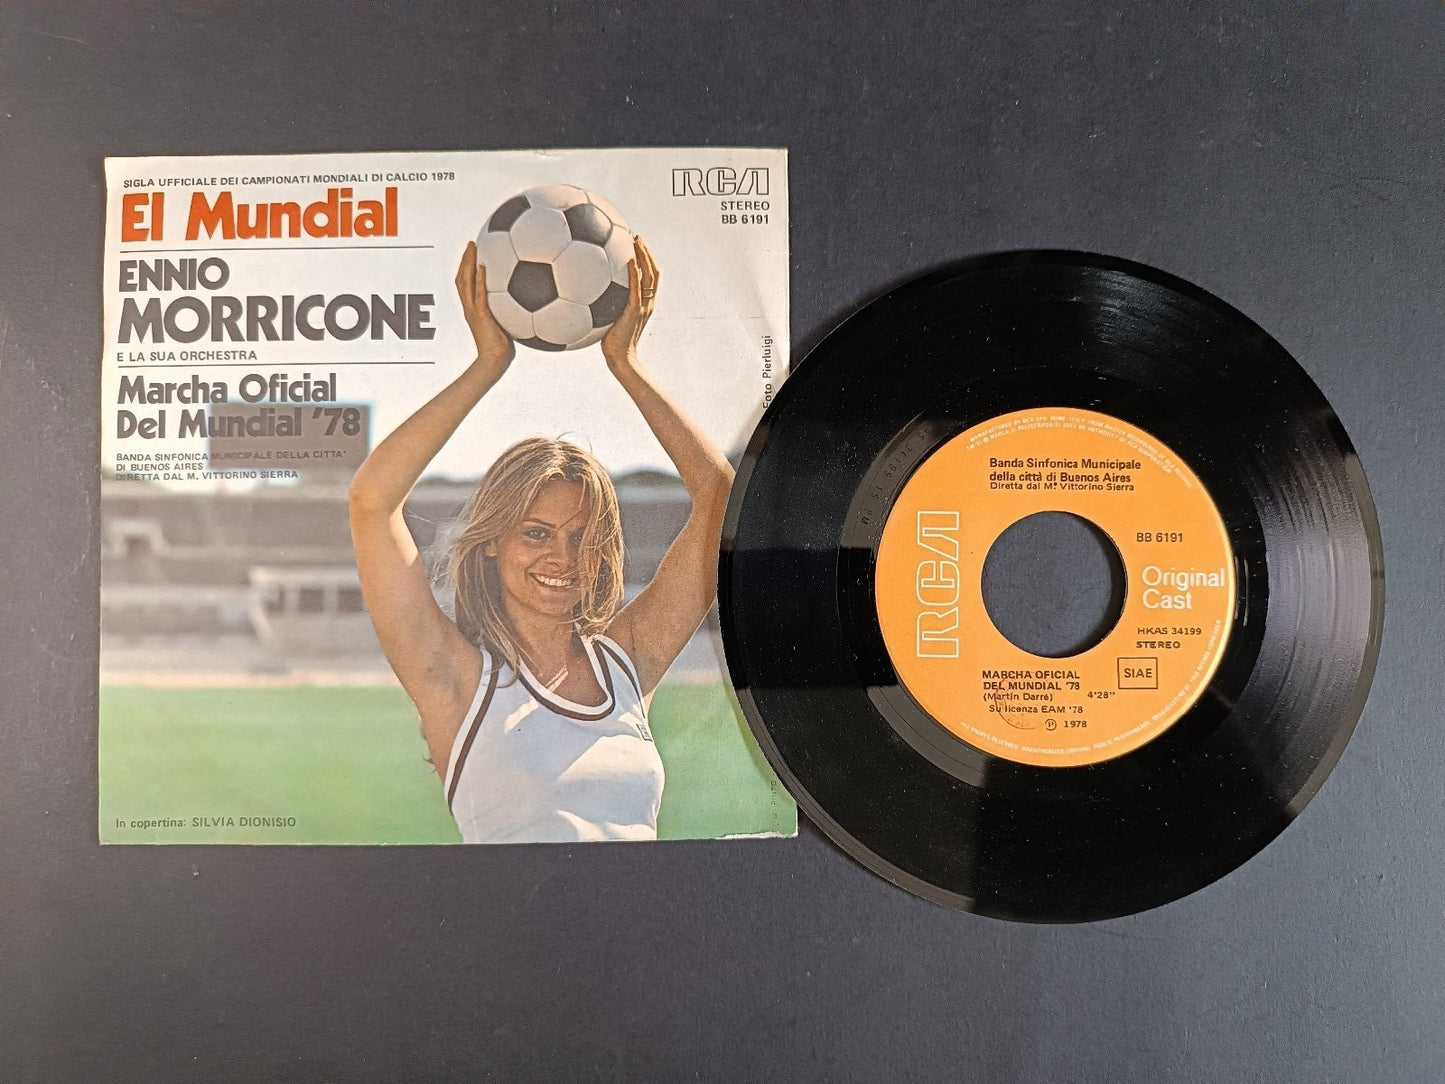 SIGLA UFFICIALE DEI CAMPIONATI MONDIALI DI CALCIO 1978
El Mundial
ENNIO
MORRICONE
E LA SUA ORCHESTRA
Marcha Oficial
Del Mundial '78
BANDA SINFONICA MUNICIPALE DELLA CITTA'
DI BUENOS AIRES
DIRETTA DAL M. VITTORINO SIERRA
RCA
STEREO
BB 6191
Foto Pierluigi
In copertina: SILVIA DIONISIO
Banda Sinfonica Municipale
della città di Buenos Aires
Diretta dal M° Vittorino Sierra
RCA
BB 6191
Original
Cast
HKAS 34199
STEREO
SIAE
MARCHA OFICIAL
DEL MUNDIAL '78
(Martin Darré) 4'28"
Su licenza EAM '78
℗ 1978